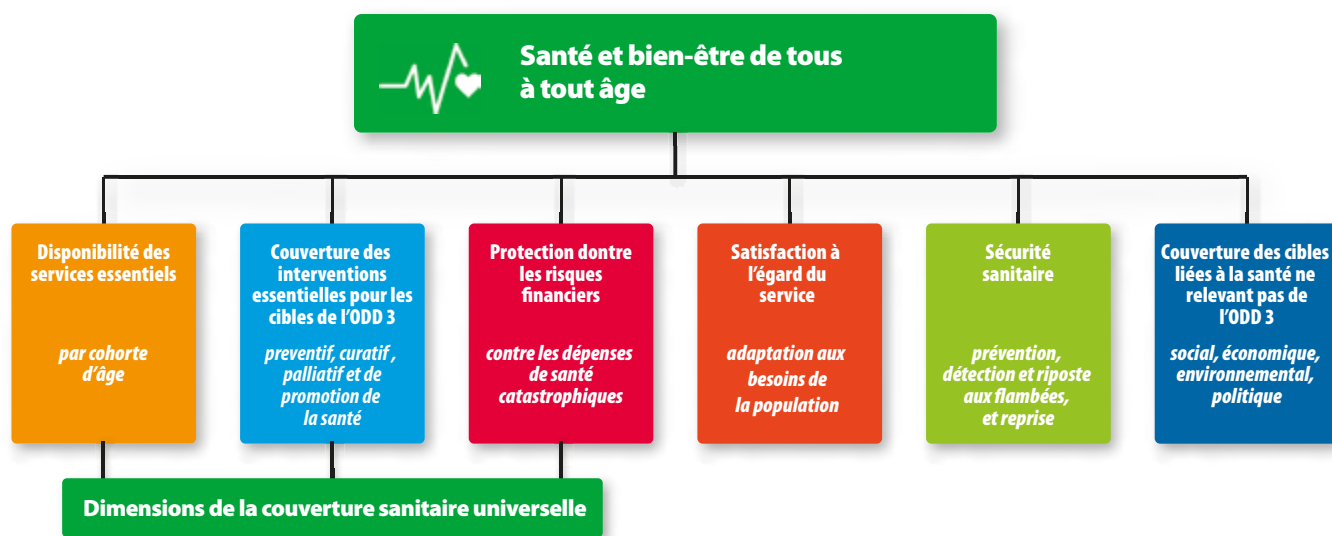 Santé et bien-être de tous
à tout âge
Disponibilité des
services essentiels
par cohorte
d’âge
Couverture des
interventions
essentielles pour les
cibles de l’ODD 3
preventif, curatif ,
palliatif et de
promotion de
la santé
Protection dontre
les risques
financiers
contre les dépenses
de santé
catastrophiques
Satisfaction à
l’égard du
service
adaptation aux
besoins de
la population
Sécurité
sanitaire
prévention,
détection et riposte
aux flambées,
et reprise
Couverture des cibles
liées à la santé ne
relevant pas de
l’ODD 3
social, économique,
environnemental,
politique
Dimensions de la couverture sanitaire universelle